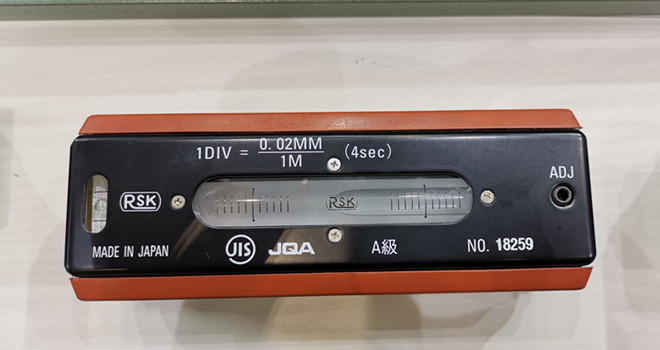 1DIV = 0.02MM/1M (4sec)
ADJ
RSK
RSK
MADE IN JAPAN
JIS
JQA
A級
NO. 18259